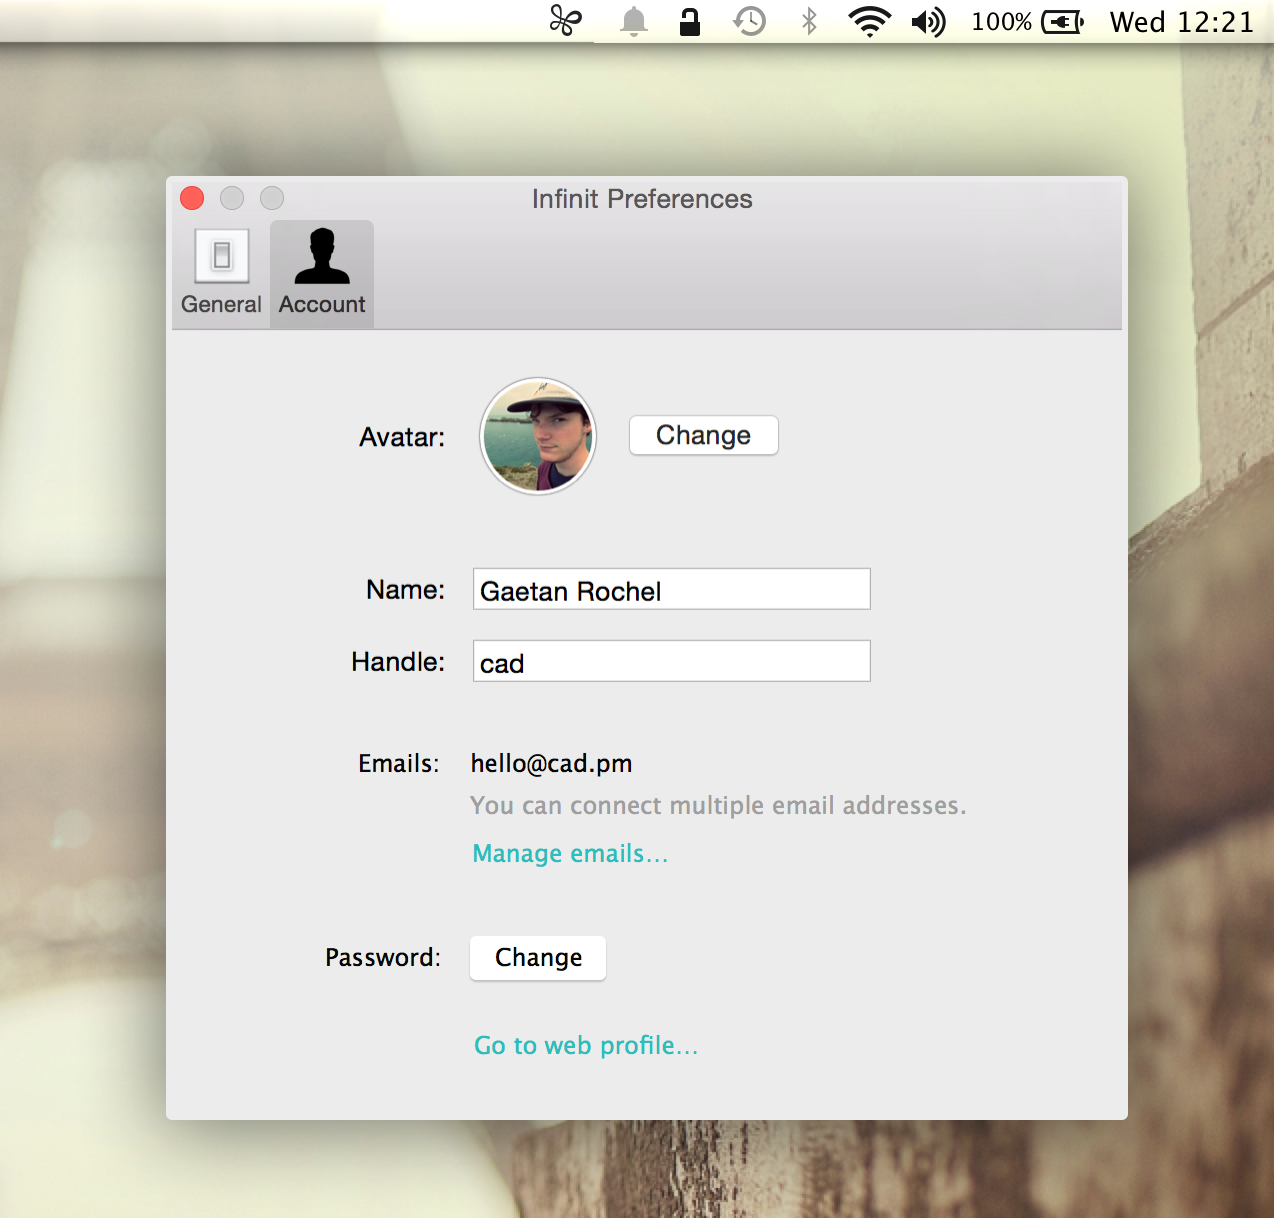 100% Wed 12:21
Infinit Preferences
General Account
Avatar: Change
Name: Gaetan Rochel
Handle: cad
Emails: hello@cad.pm
You can connect multiple email addresses.
Manage emails...
Password: Change
Go to web profile...